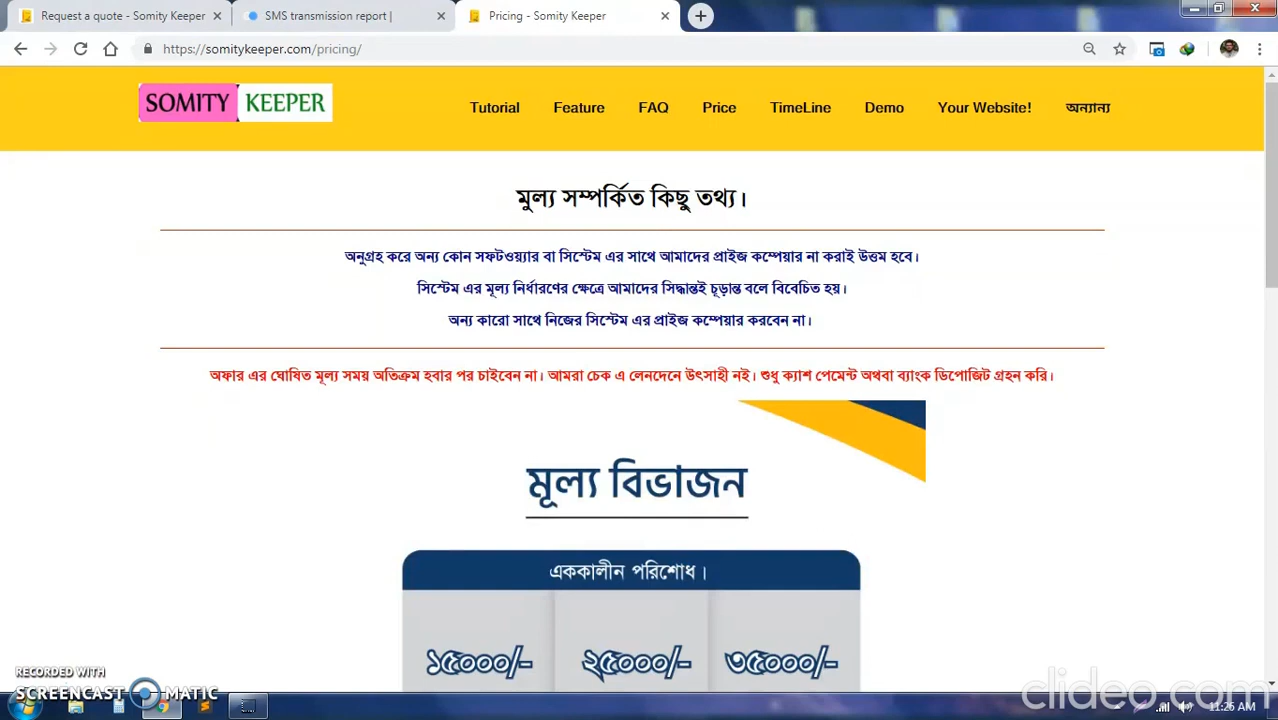 Request a quote - Somity Keeper
SMS transmission report |
Pricing - Somity Keeper
https://somitykeeper.com/pricing/
SOMITY KEEPER
Tutorial Feature FAQ Price TimeLine Demo Your Website! অন্যান্য
মুল্য সম্পর্কিত কিছু তথ্য।
অনুগ্রহ করে অন্য কোন সফটওয়্যার বা সিস্টেম এর সাথে আমাদের প্রাইজ কম্পেয়ার না করাই উত্তম হবে।
সিস্টেম এর মূল্য নির্ধারণের ক্ষেত্রে আমাদের সিদ্ধান্তই চূড়ান্ত বলে বিবেচিত হয়।
অন্য কারো সাথে নিজের সিস্টেম এর প্রাইজ কম্পেয়ার করবেন না।
অফার এর ঘোষিত মূল্য সময় অতিক্রম হবার পর চাইবেন না। আমরা চেক এ লেনদেনে উৎসাহী নই। শুধু ক্যাশ পেমেন্ট অথবা ব্যাংক ডিপোজিট গ্রহন করি।
মূল্য বিভাজন
এককালীন পরিশোধ।
১৫০০০/- ২৫০০০/- ৩৫০০০/-
RECORDED WITH
SCREENCAST MATIC
clideo.com
11:26 AM